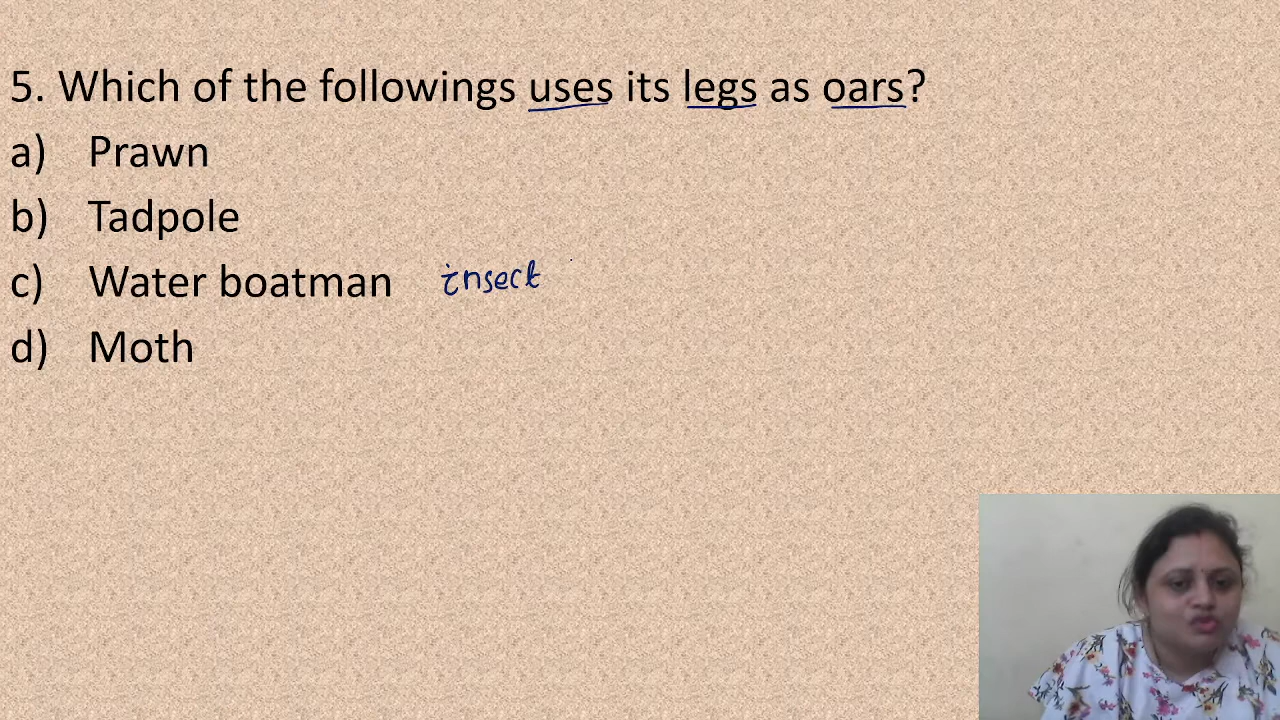 5. Which of the followings uses its legs as oars?
a) Prawn
b) Tadpole
c) Water boatman insect
d) Moth